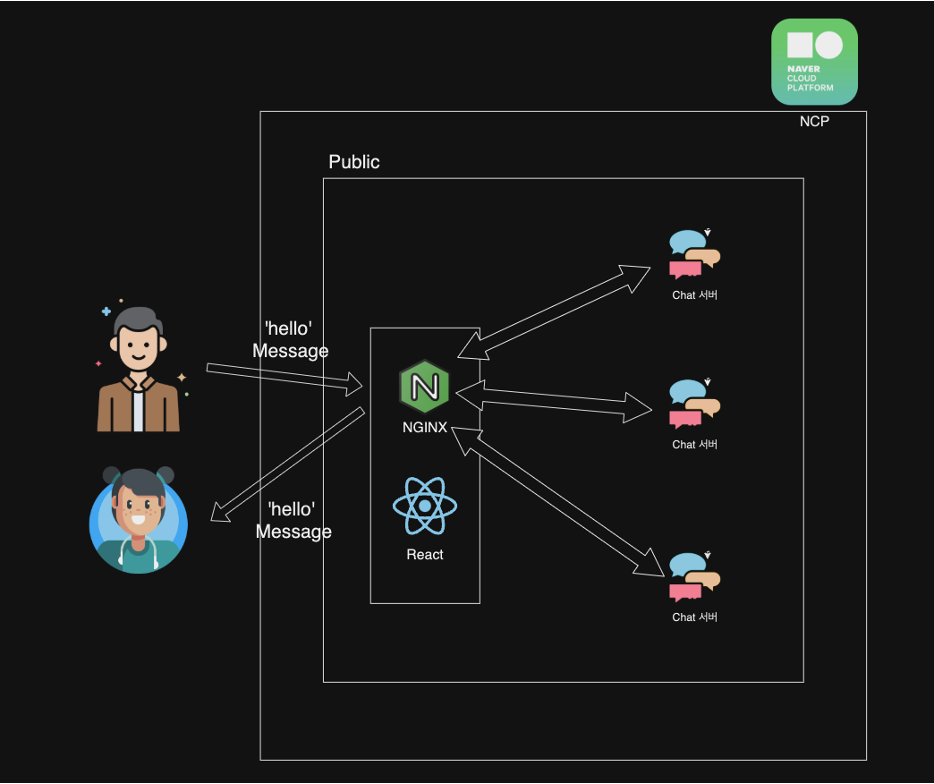 NAVER
CLOUD
PLATFORM
NCP
Public
'hello'
Message
'hello'
Message
N
NGINX
React
Chat 서버
Chat 서버
Chat 서버